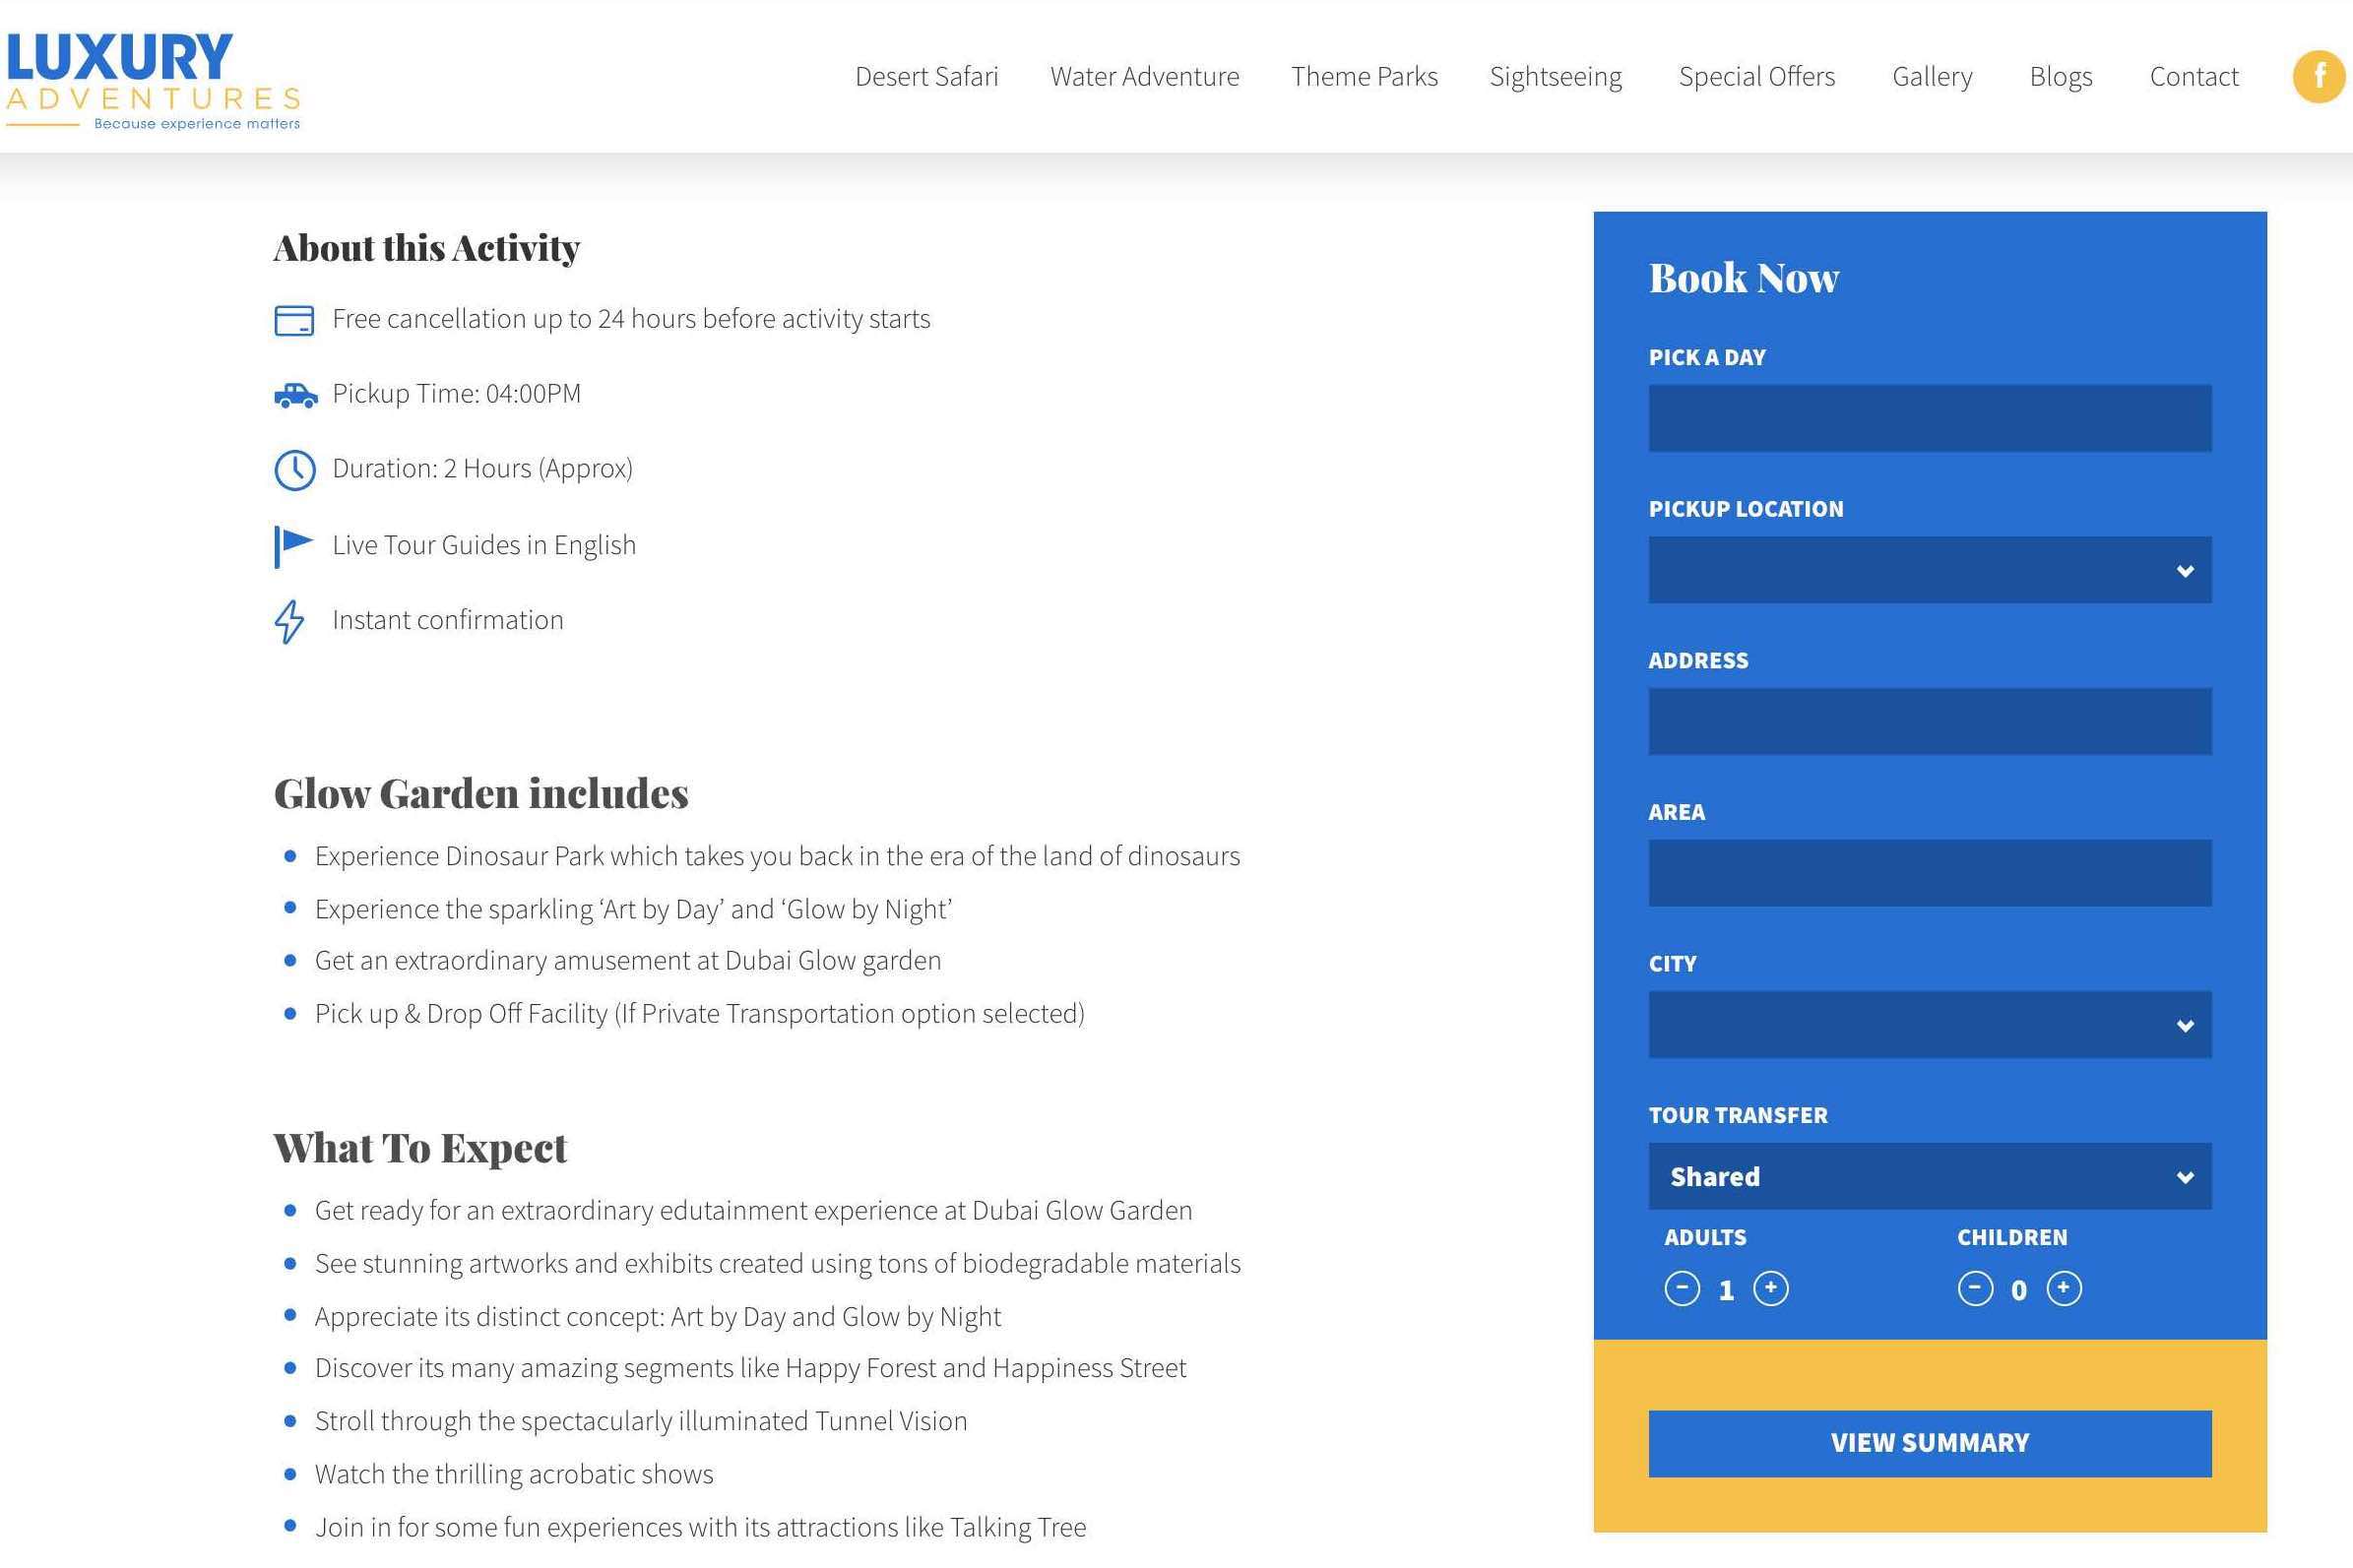 LUXURY
ADVENTURES
Because experience matters
Desert Safari
Water Adventure
Theme Parks
Sightseeing
Special Offers
Gallery
Blogs
Contact
f
About this Activity
Free cancellation up to 24 hours before activity starts
Pickup Time: 04:00PM
Duration: 2 Hours (Approx)
Live Tour Guides in English
Instant confirmation
Glow Garden includes
Experience Dinosaur Park which takes you back in the era of the land of dinosaurs
Experience the sparkling ‘Art by Day’ and ‘Glow by Night’
Get an extraordinary amusement at Dubai Glow garden
Pick up & Drop Off Facility (If Private Transportation option selected)
What To Expect
Get ready for an extraordinary edutainment experience at Dubai Glow Garden
See stunning artworks and exhibits created using tons of biodegradable materials
Appreciate its distinct concept: Art by Day and Glow by Night
Discover its many amazing segments like Happy Forest and Happiness Street
Stroll through the spectacularly illuminated Tunnel Vision
Watch the thrilling acrobatic shows
Join in for some fun experiences with its attractions like Talking Tree
Book Now
PICK A DAY
PICKUP LOCATION
ADDRESS
AREA
CITY
TOUR TRANSFER
Shared
ADULTS
CHILDREN
− 1 +
− 0 +
VIEW SUMMARY